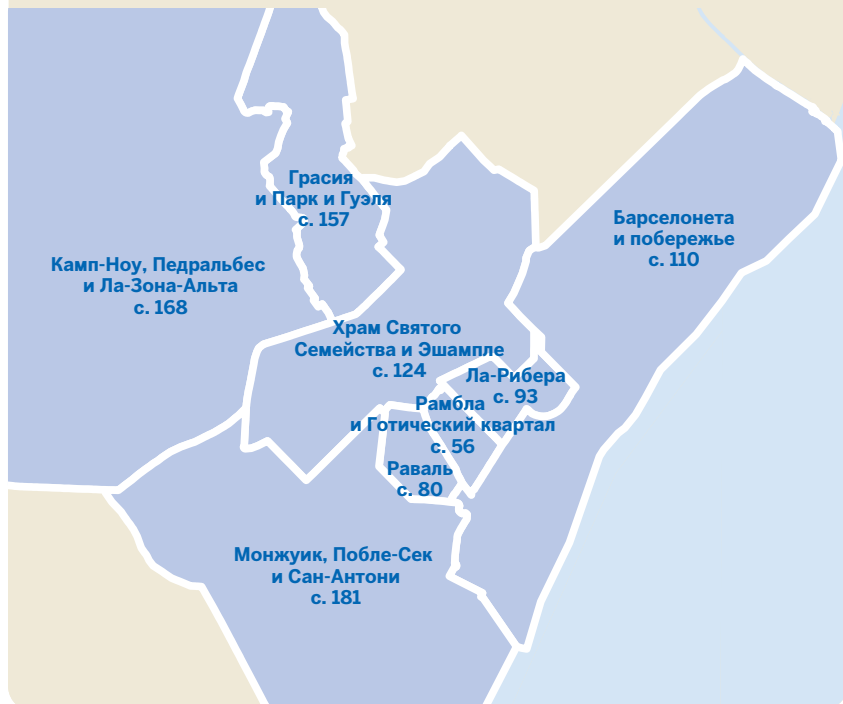 Грасия
и Парк и Гуэля
с. 157
Барселонета
и побережье
с. 110
Камп-Ноу, Педральбес
и Ла-Зона-Альта
с. 168
Храм Святого
Семейства и Эшампле
с. 124
Ла-Рибера
с. 93
Рамбла
и Готический квартал
с. 56
Раваль
с. 80
Монжуик, Побле-Сек
и Сан-Антони
с. 181